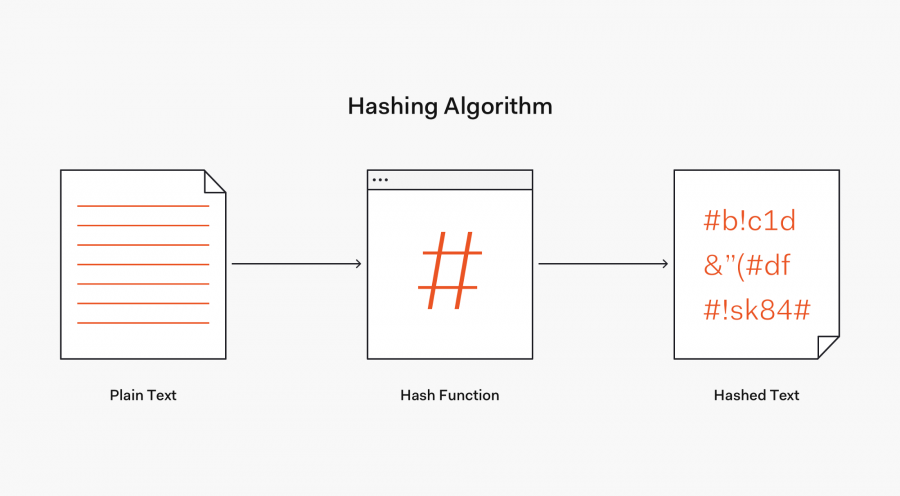 Hashing Algorithm
#
#b!c1d
&”(#df
#!sk84#
Plain Text
Hash Function
Hashed Text